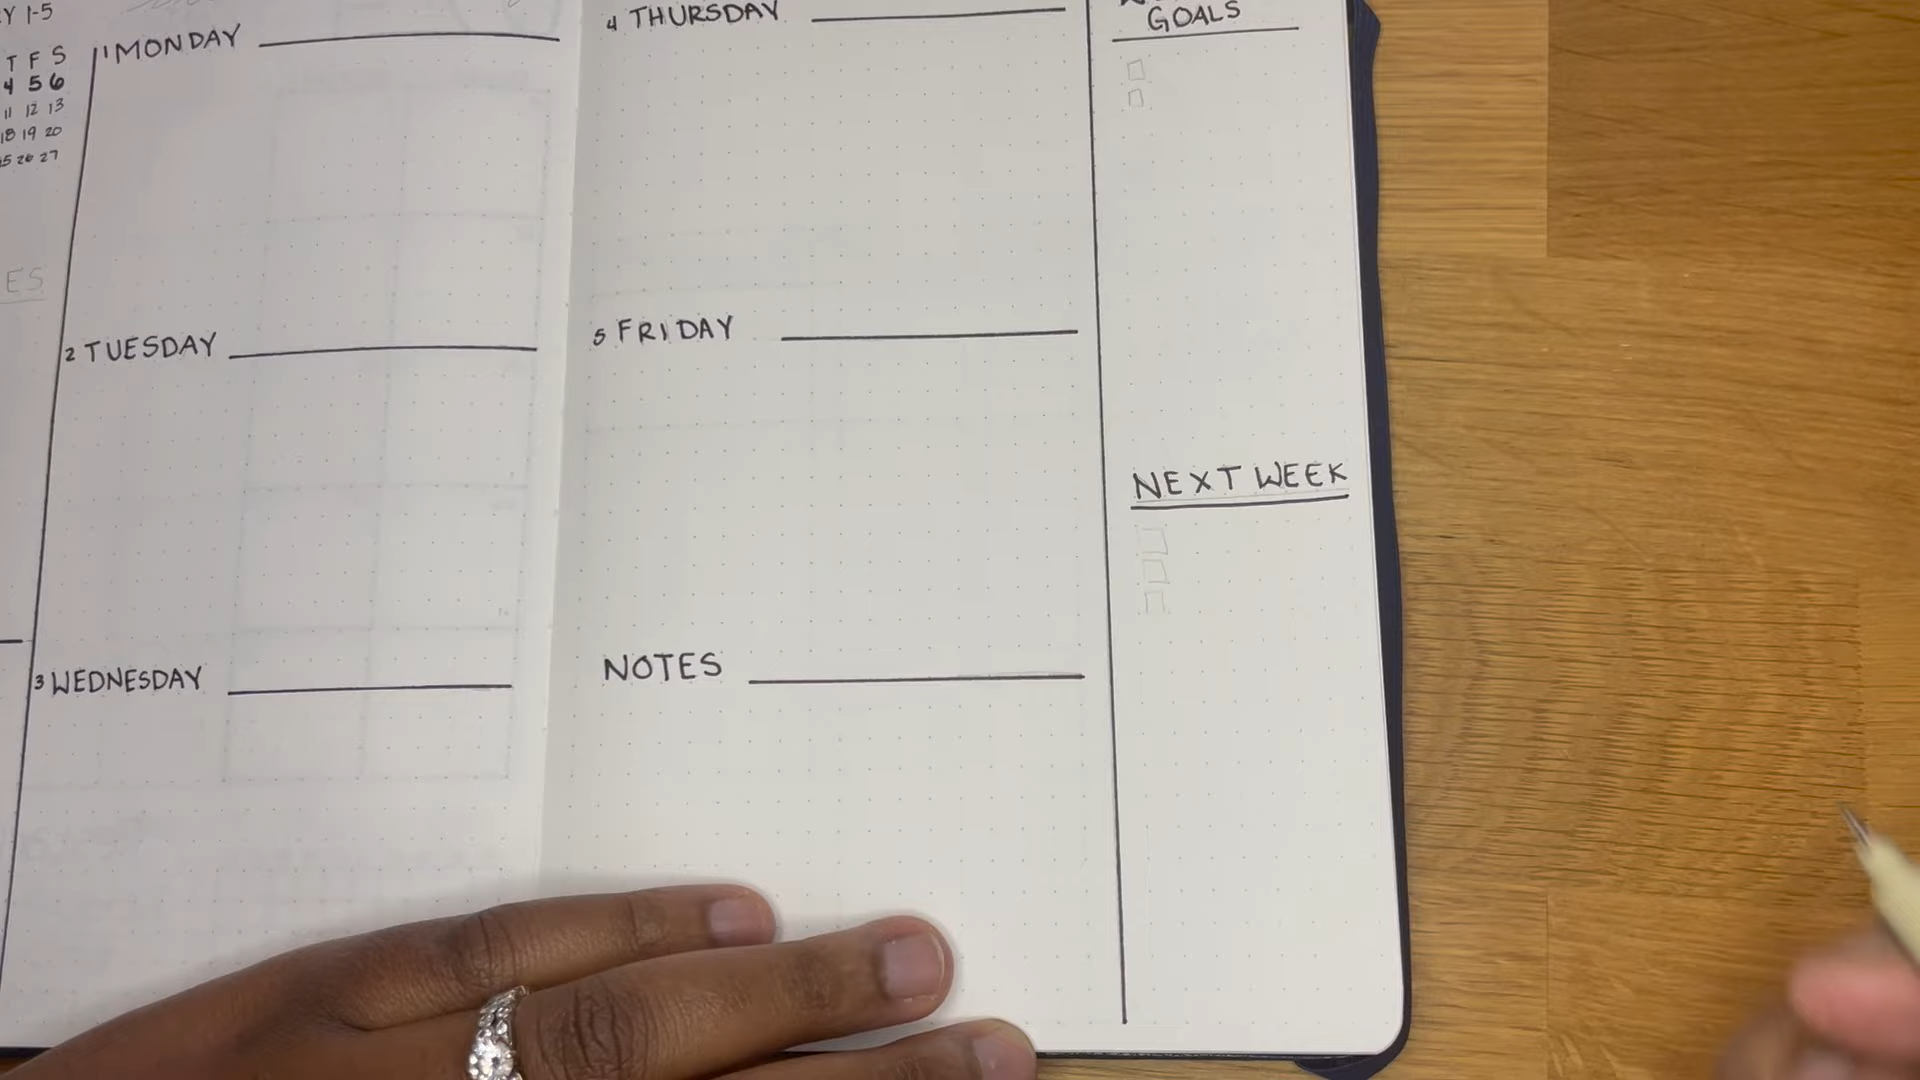 Y 1-5
T F S
4 5 6
11 12 13
18 19 20
5 26 27
ES
1 MONDAY
2 TUESDAY
3 WEDNESDAY
4 THURSDAY
5 FRIDAY
NOTES
GOALS
NEXT WEEK